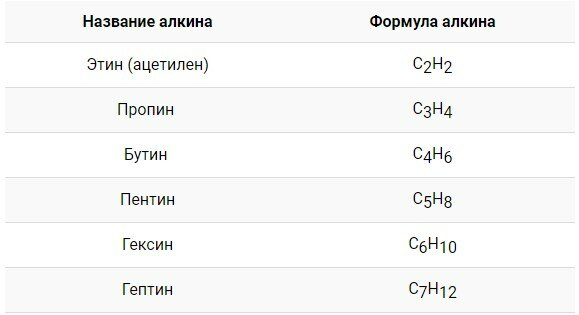 Название алкина Формула алкина
Этин (ацетилен) C2H2
Пропин C3H4
Бутин C4H6
Пентин C5H8
Гексин C6H10
Гептин C7H12